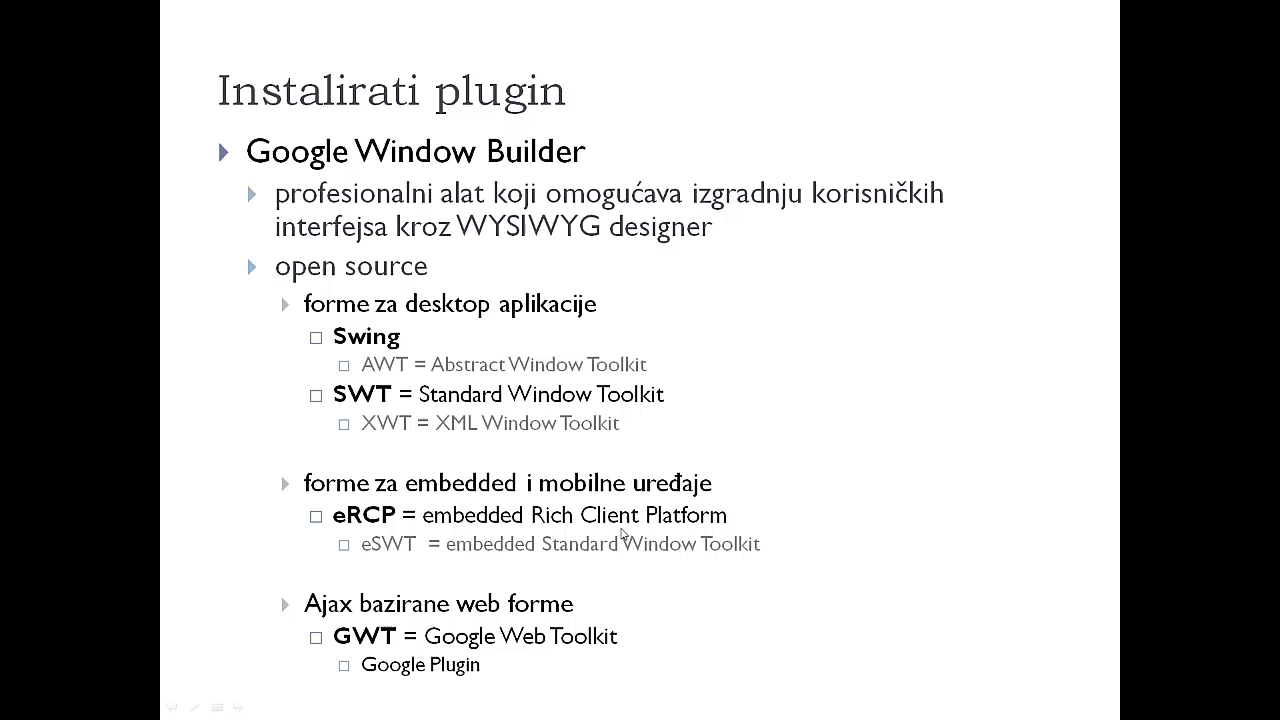 Instalirati plugin
Google Window Builder
profesionalni alat koji omogućava izgradnju korisničkih
interfejsa kroz WYSIWYG designer
open source
forme za desktop aplikacije
Swing
AWT = Abstract Window Toolkit
SWT = Standard Window Toolkit
XWT = XML Window Toolkit
forme za embedded i mobilne uređaje
eRCP = embedded Rich Client Platform
eSWT = embedded Standard Window Toolkit
Ajax bazirane web forme
GWT = Google Web Toolkit
Google Plugin